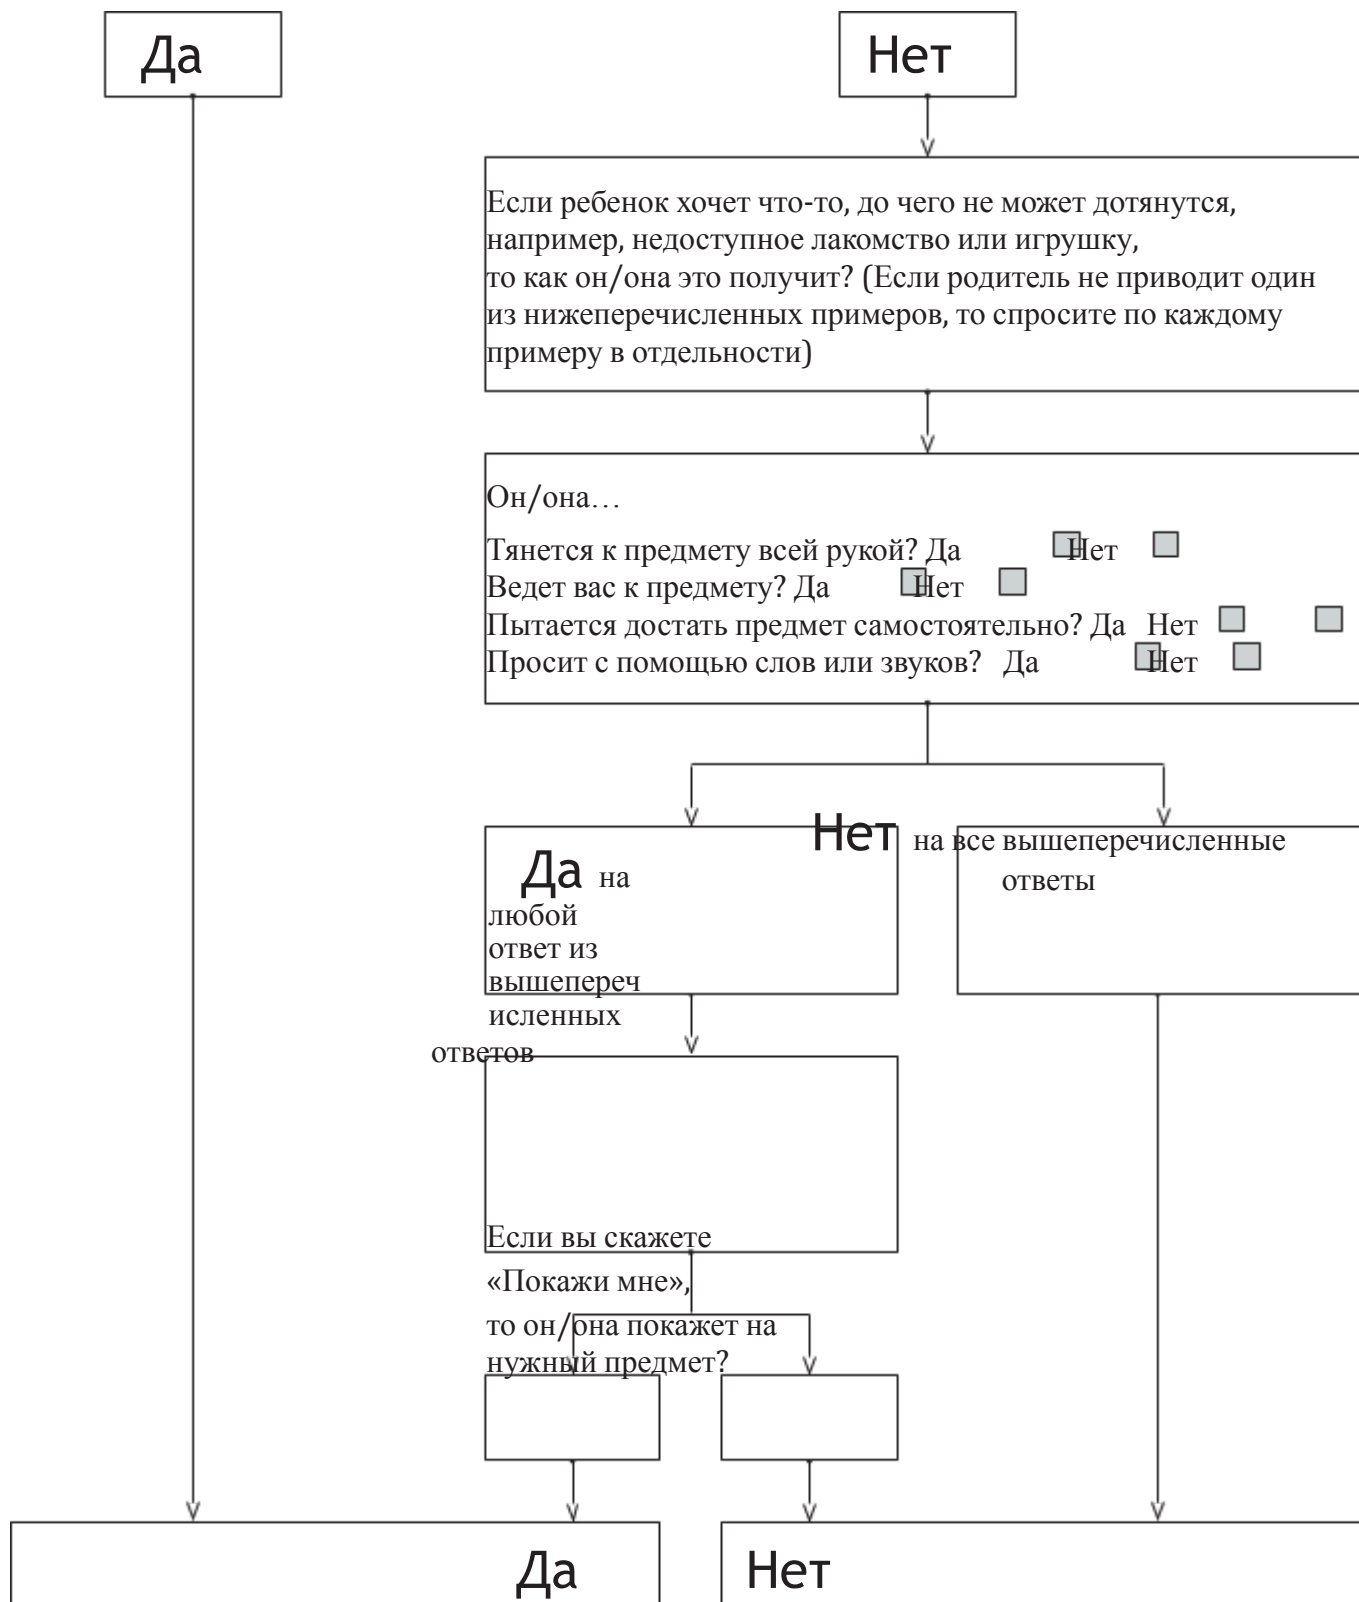 Да
Нет
Если ребенок хочет что-то, до чего не может дотянутся,
например, недоступное лакомство или игрушку,
то как он/она это получит? (Если родитель не приводит один
из нижеперечисленных примеров, то спросите по каждому
примеру в отдельности)
Он/она…
Тянется к предмету всей рукой? Да Нет
Ведет вас к предмету? Да Нет
Пытается достать предмет самостоятельно? Да Нет
Просит с помощью слов или звуков? Да Нет
Нет на все вышеперечисленные
ответы
Да на
любой
ответ из
вышепереч
исленных
ответов
Если вы скажете
«Покажи мне»,
то он/она покажет на
нужный предмет?
Да
Нет